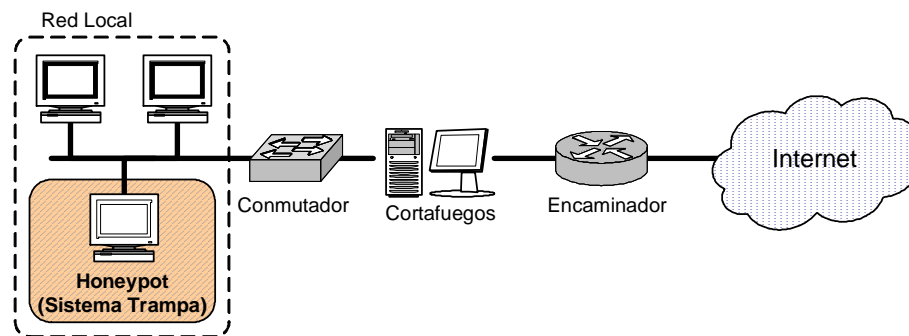 Red Local
Internet
Conmutador
Cortafuegos
Encaminador
Honeypot
(Sistema Trampa)